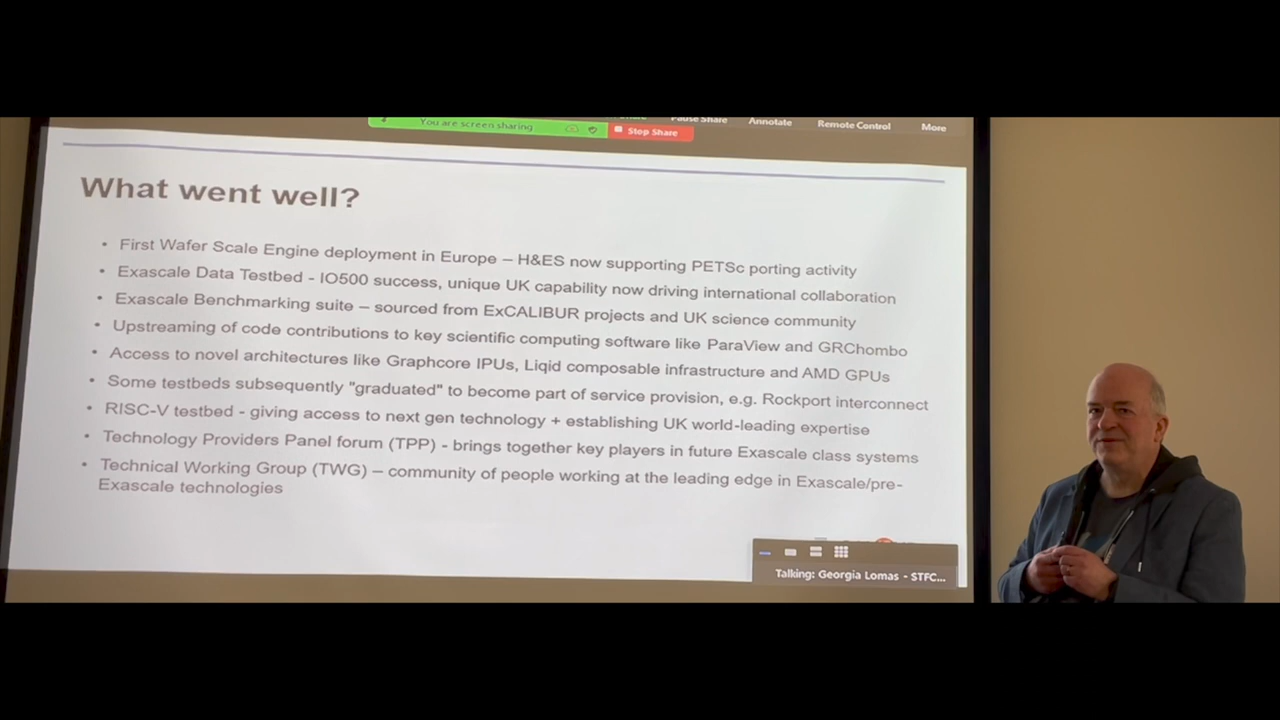 You are screen sharing
Stop Share
Pause Share
Annotate
Remote Control
More
What went well?
• First Wafer Scale Engine deployment in Europe – H&ES now supporting PETSc porting activity
• Exascale Data Testbed - IO500 success, unique UK capability now driving international collaboration
• Exascale Benchmarking suite – sourced from ExCALIBUR projects and UK science community
• Upstreaming of code contributions to key scientific computing software like ParaView and GRChombo
• Access to novel architectures like Graphcore IPUs, Liqid composable infrastructure and AMD GPUs
• Some testbeds subsequently "graduated" to become part of service provision, e.g. Rockport interconnect
• RISC-V testbed - giving access to next gen technology + establishing UK world-leading expertise
• Technology Providers Panel forum (TPP) - brings together key players in future Exascale class systems
• Technical Working Group (TWG) – community of people working at the leading edge in Exascale/pre-
Exascale technologies
Talking: Georgia Lomas - STFC...